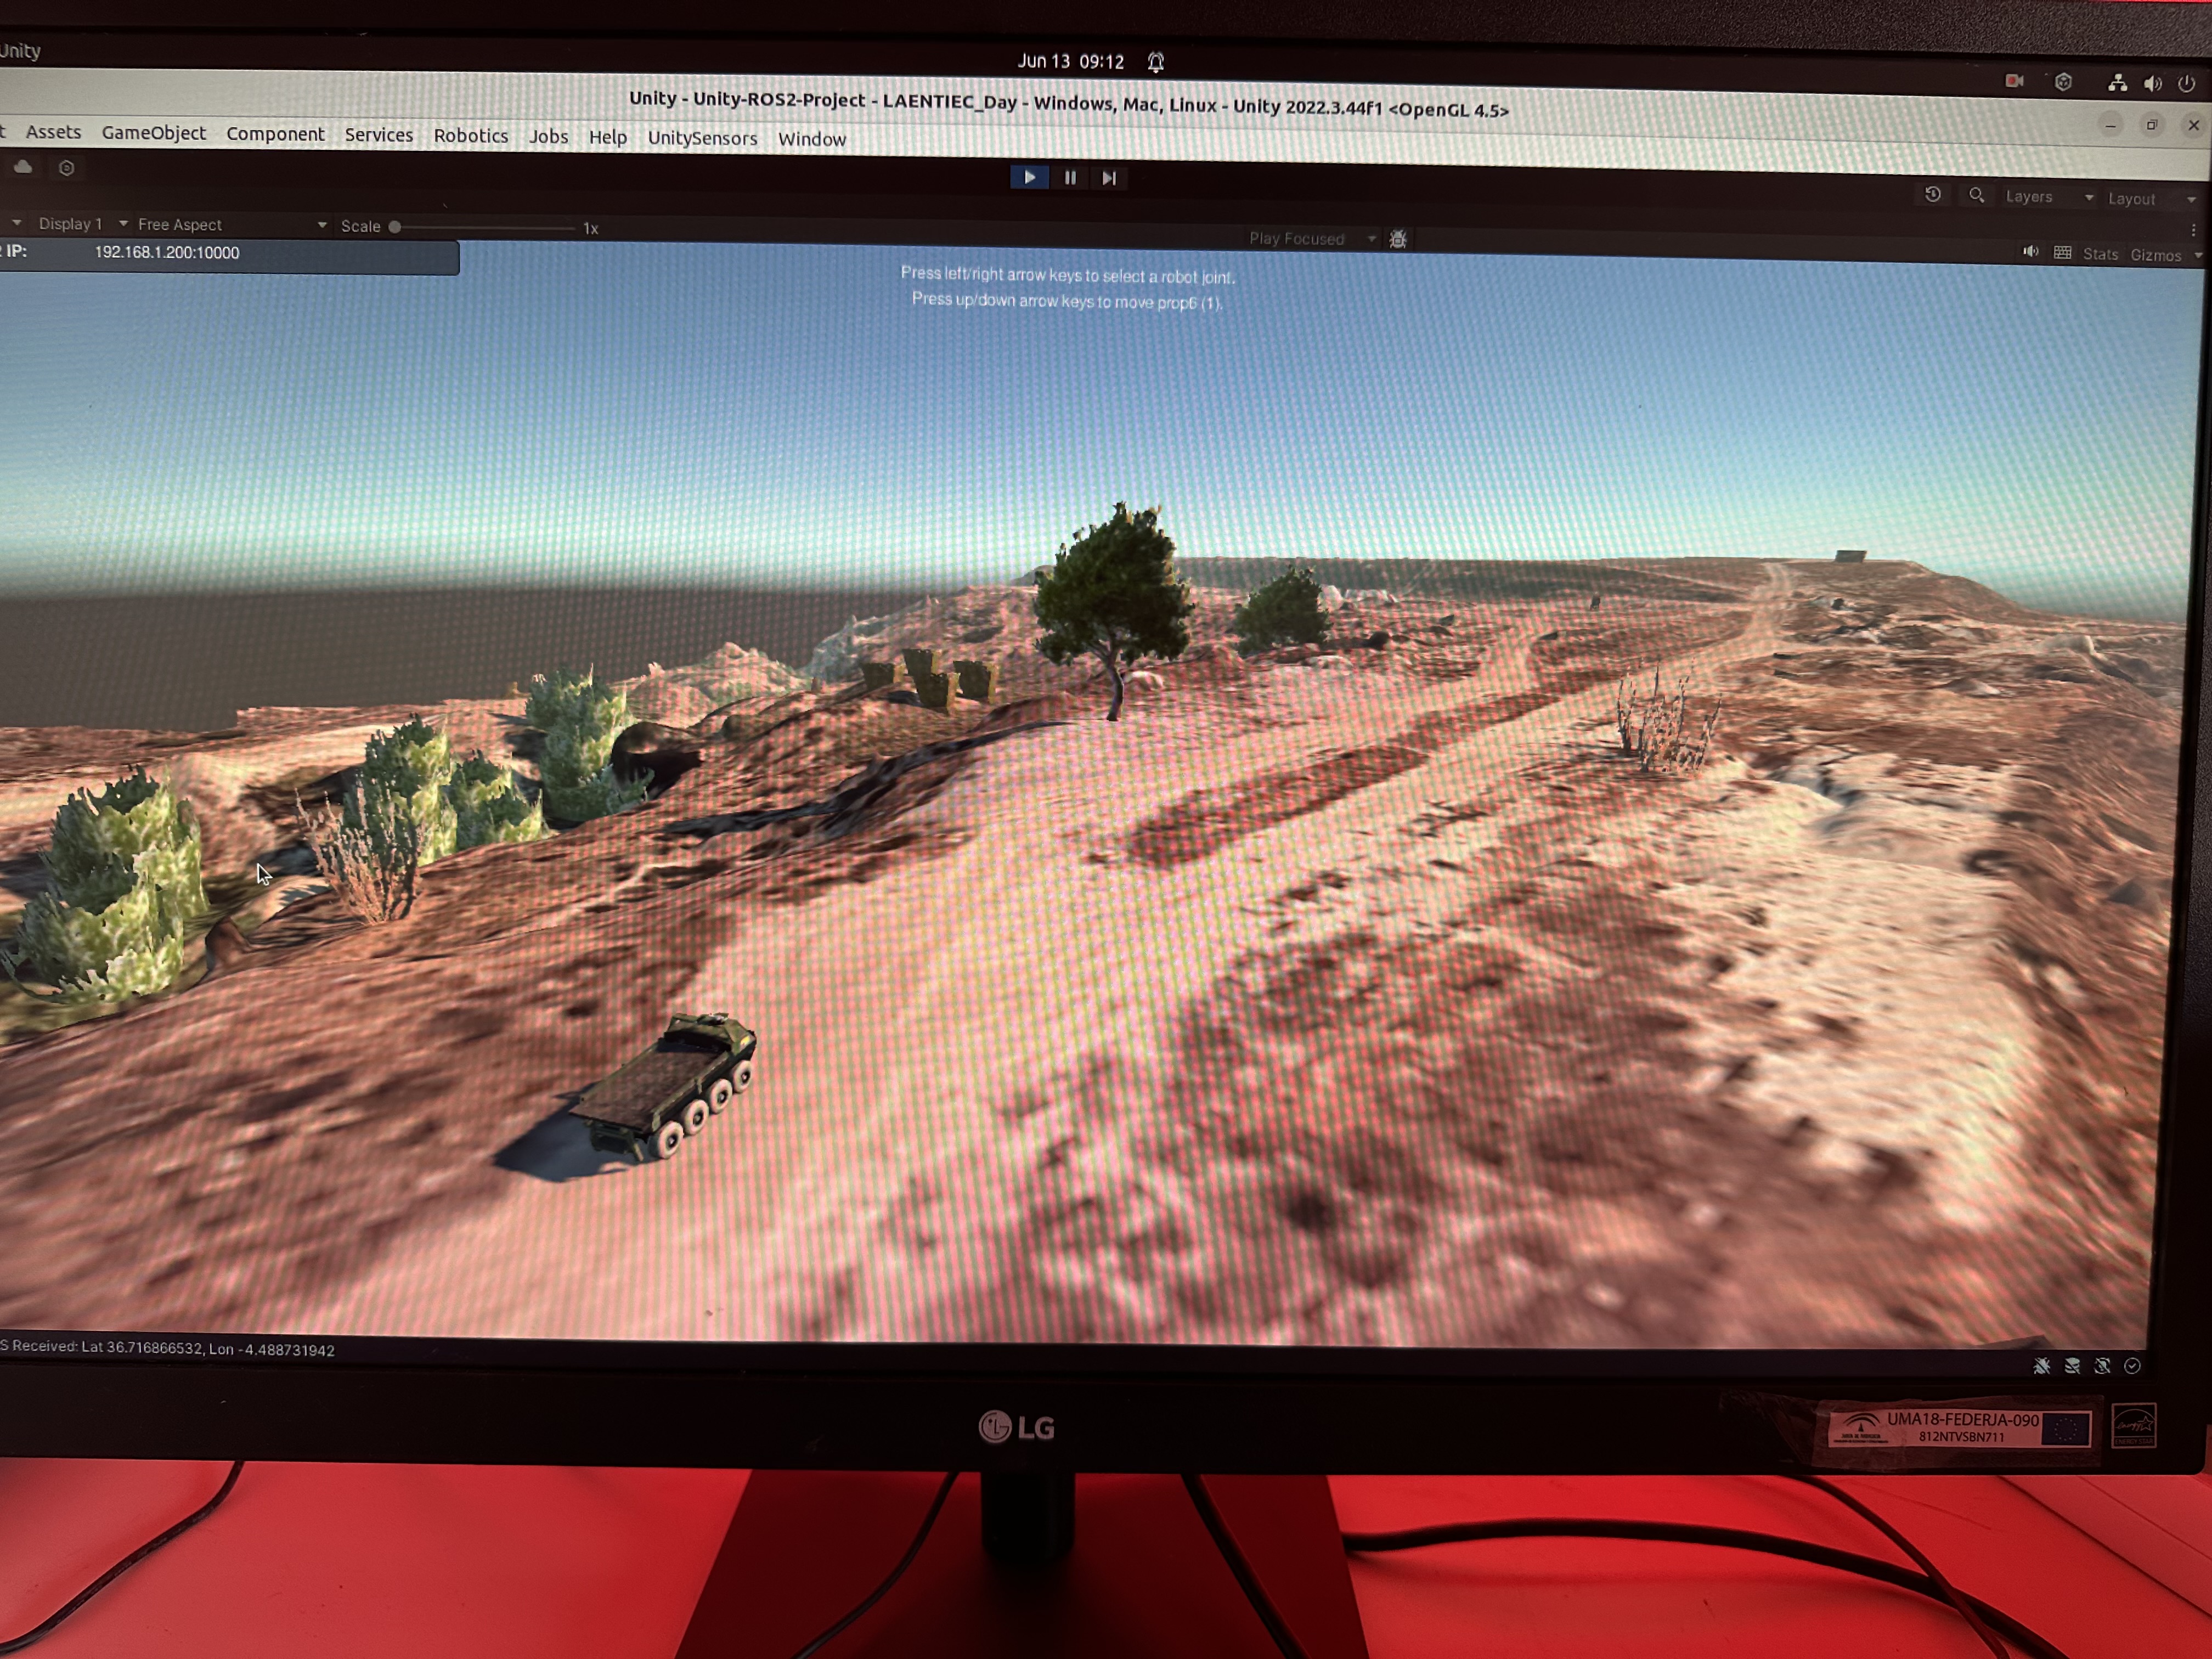 Unity
Jun 13 09:12
Unity - Unity-ROS2-Project - LAENTIEC_Day - Windows, Mac, Linux - Unity 2022.3.44f1 <OpenGL 4.5>
t Assets GameObject Component Services Robotics Jobs Help UnitySensors Window
Layers Layout
Display 1 Free Aspect Scale 1x
Play Focused
Stats Gizmos
IP: 192.168.1.200:10000
Press left/right arrow keys to select a robot joint.
Press up/down arrow keys to move prop6 (1).
S Received: Lat 36.716866532, Lon -4.488731942
LG
UMA18-FEDERJA-090
812NTVSBN711